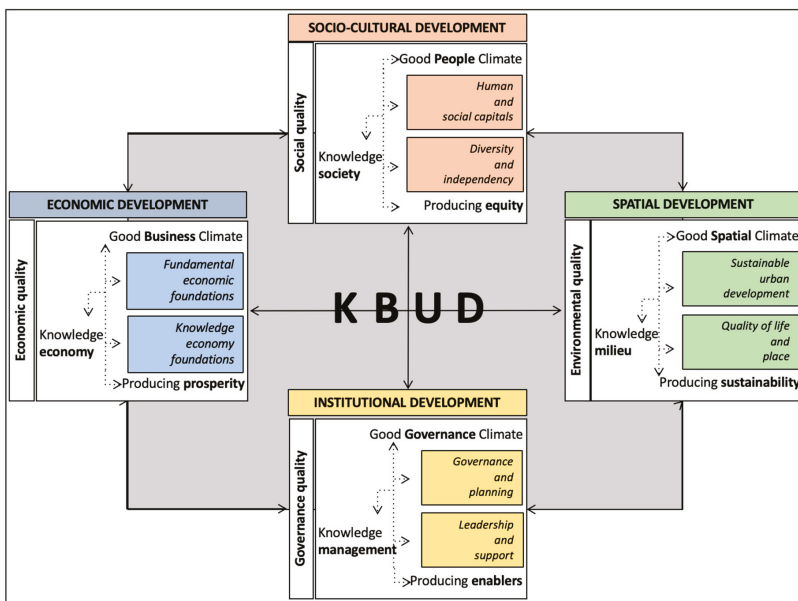 SOCIO-CULTURAL DEVELOPMENT
Social quality
Good People Climate
Human
and
social capitals
Knowledge
society
Diversity
and
independency
Producing equity
ECONOMIC DEVELOPMENT
Economic quality
Good Business Climate
Fundamental
economic
foundations
Knowledge
economy
Knowledge
economy
foundations
Producing prosperity
KBUD
SPATIAL DEVELOPMENT
Environmental quality
Good Spatial Climate
Sustainable
urban
development
Knowledge
milieu
Quality of life
and
place
Producing sustainability
INSTITUTIONAL DEVELOPMENT
Governance quality
Good Governance Climate
Governance
and
planning
Knowledge
management
Leadership
and
support
Producing enablers